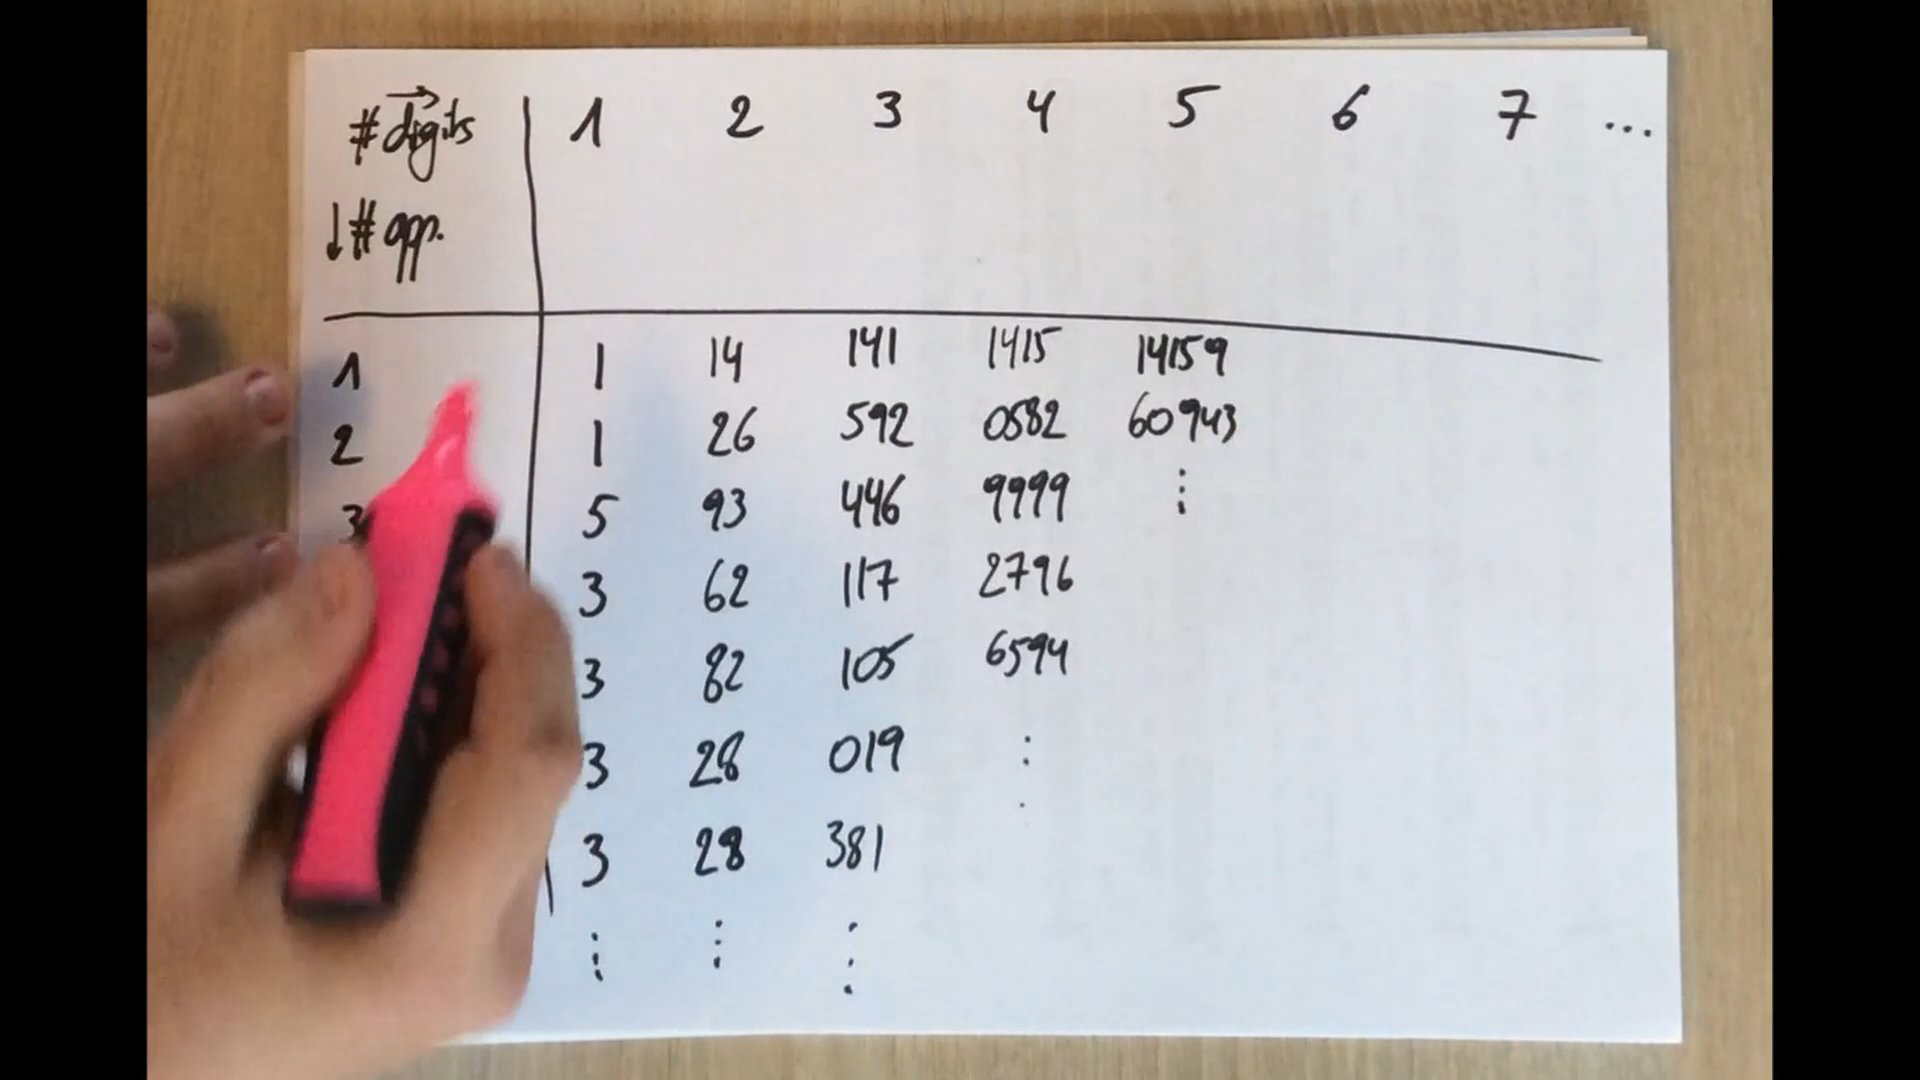 # digits 1 2 3 4 5 6 7 ...
↓ # app.
1 1 14 141 1415 14159
2 1 26 592 0582 60943
3 5 93 446 9999 ⋮
3 62 117 2796
3 82 105 6594
3 28 019 ⋮
3 28 381
⋮ ⋮ ⋮